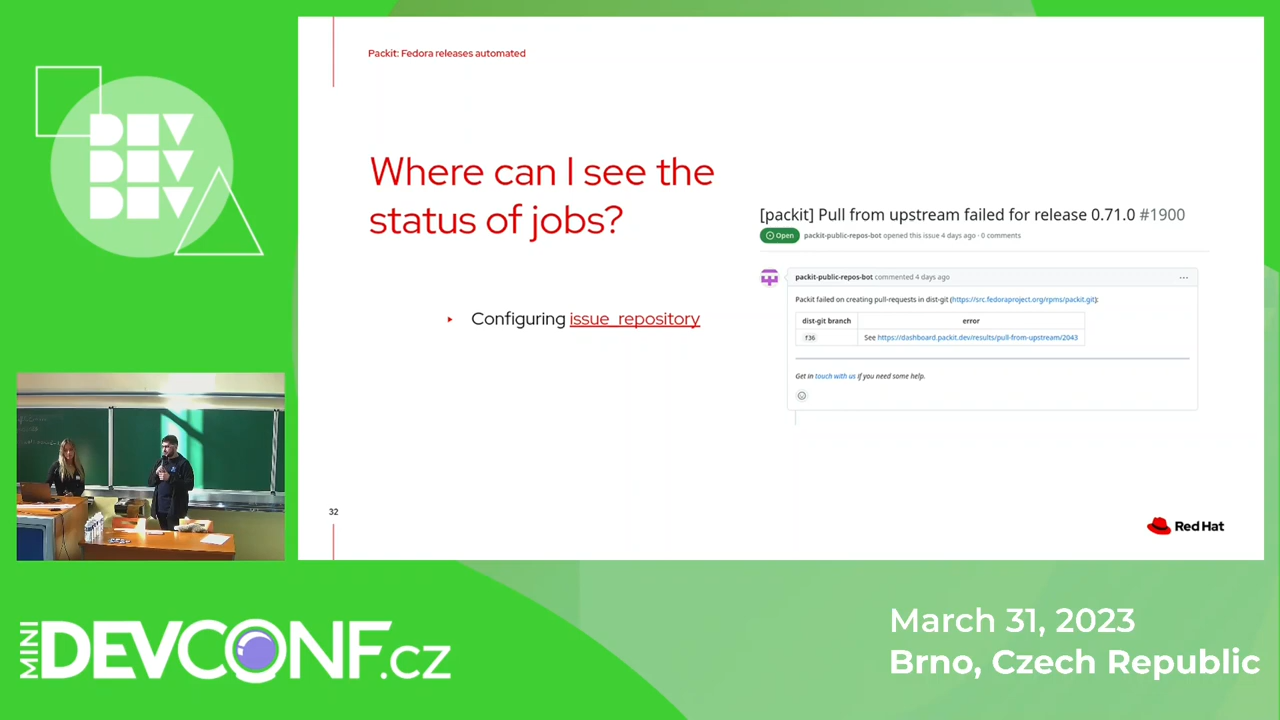 DEV
DEV
DEV
Packit: Fedora releases automated
Where can I see the
status of jobs?
▸ Configuring issue_repository
[packit] Pull from upstream failed for release 0.71.0 #1900
Open packit-public-repos-bot opened this issue 4 days ago · 0 comments
packit-public-repos-bot commented 4 days ago ...
Packit failed on creating pull-requests in dist-git (https://src.fedoraproject.org/rpms/packit.git):
dist-git branch error
f36 See https://dashboard.packit.dev/results/pull-from-upstream/2043
Get in touch with us if you need some help.
32
Red Hat
MINI DEVCONF.cz
March 31, 2023
Brno, Czech Republic